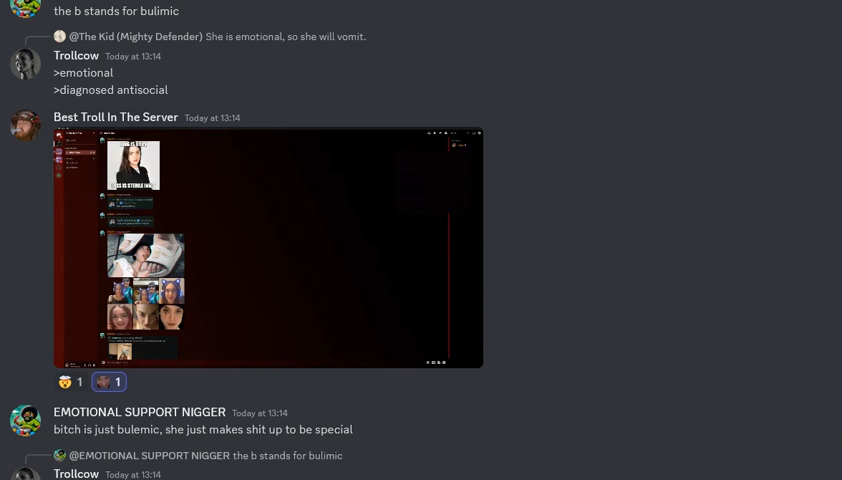 the b stands for bulimic
@The Kid (Mighty Defender) She is emotional, so she will vomit.
Trollcow Today at 13:14
>emotional
>diagnosed antisocial
Best Troll In The Server Today at 13:14
1 1
EMOTIONAL SUPPORT NIGGER Today at 13:14
bitch is just bulemic, she just makes shit up to be special
@EMOTIONAL SUPPORT NIGGER the b stands for bulimic
Trollcow Today at 13:14